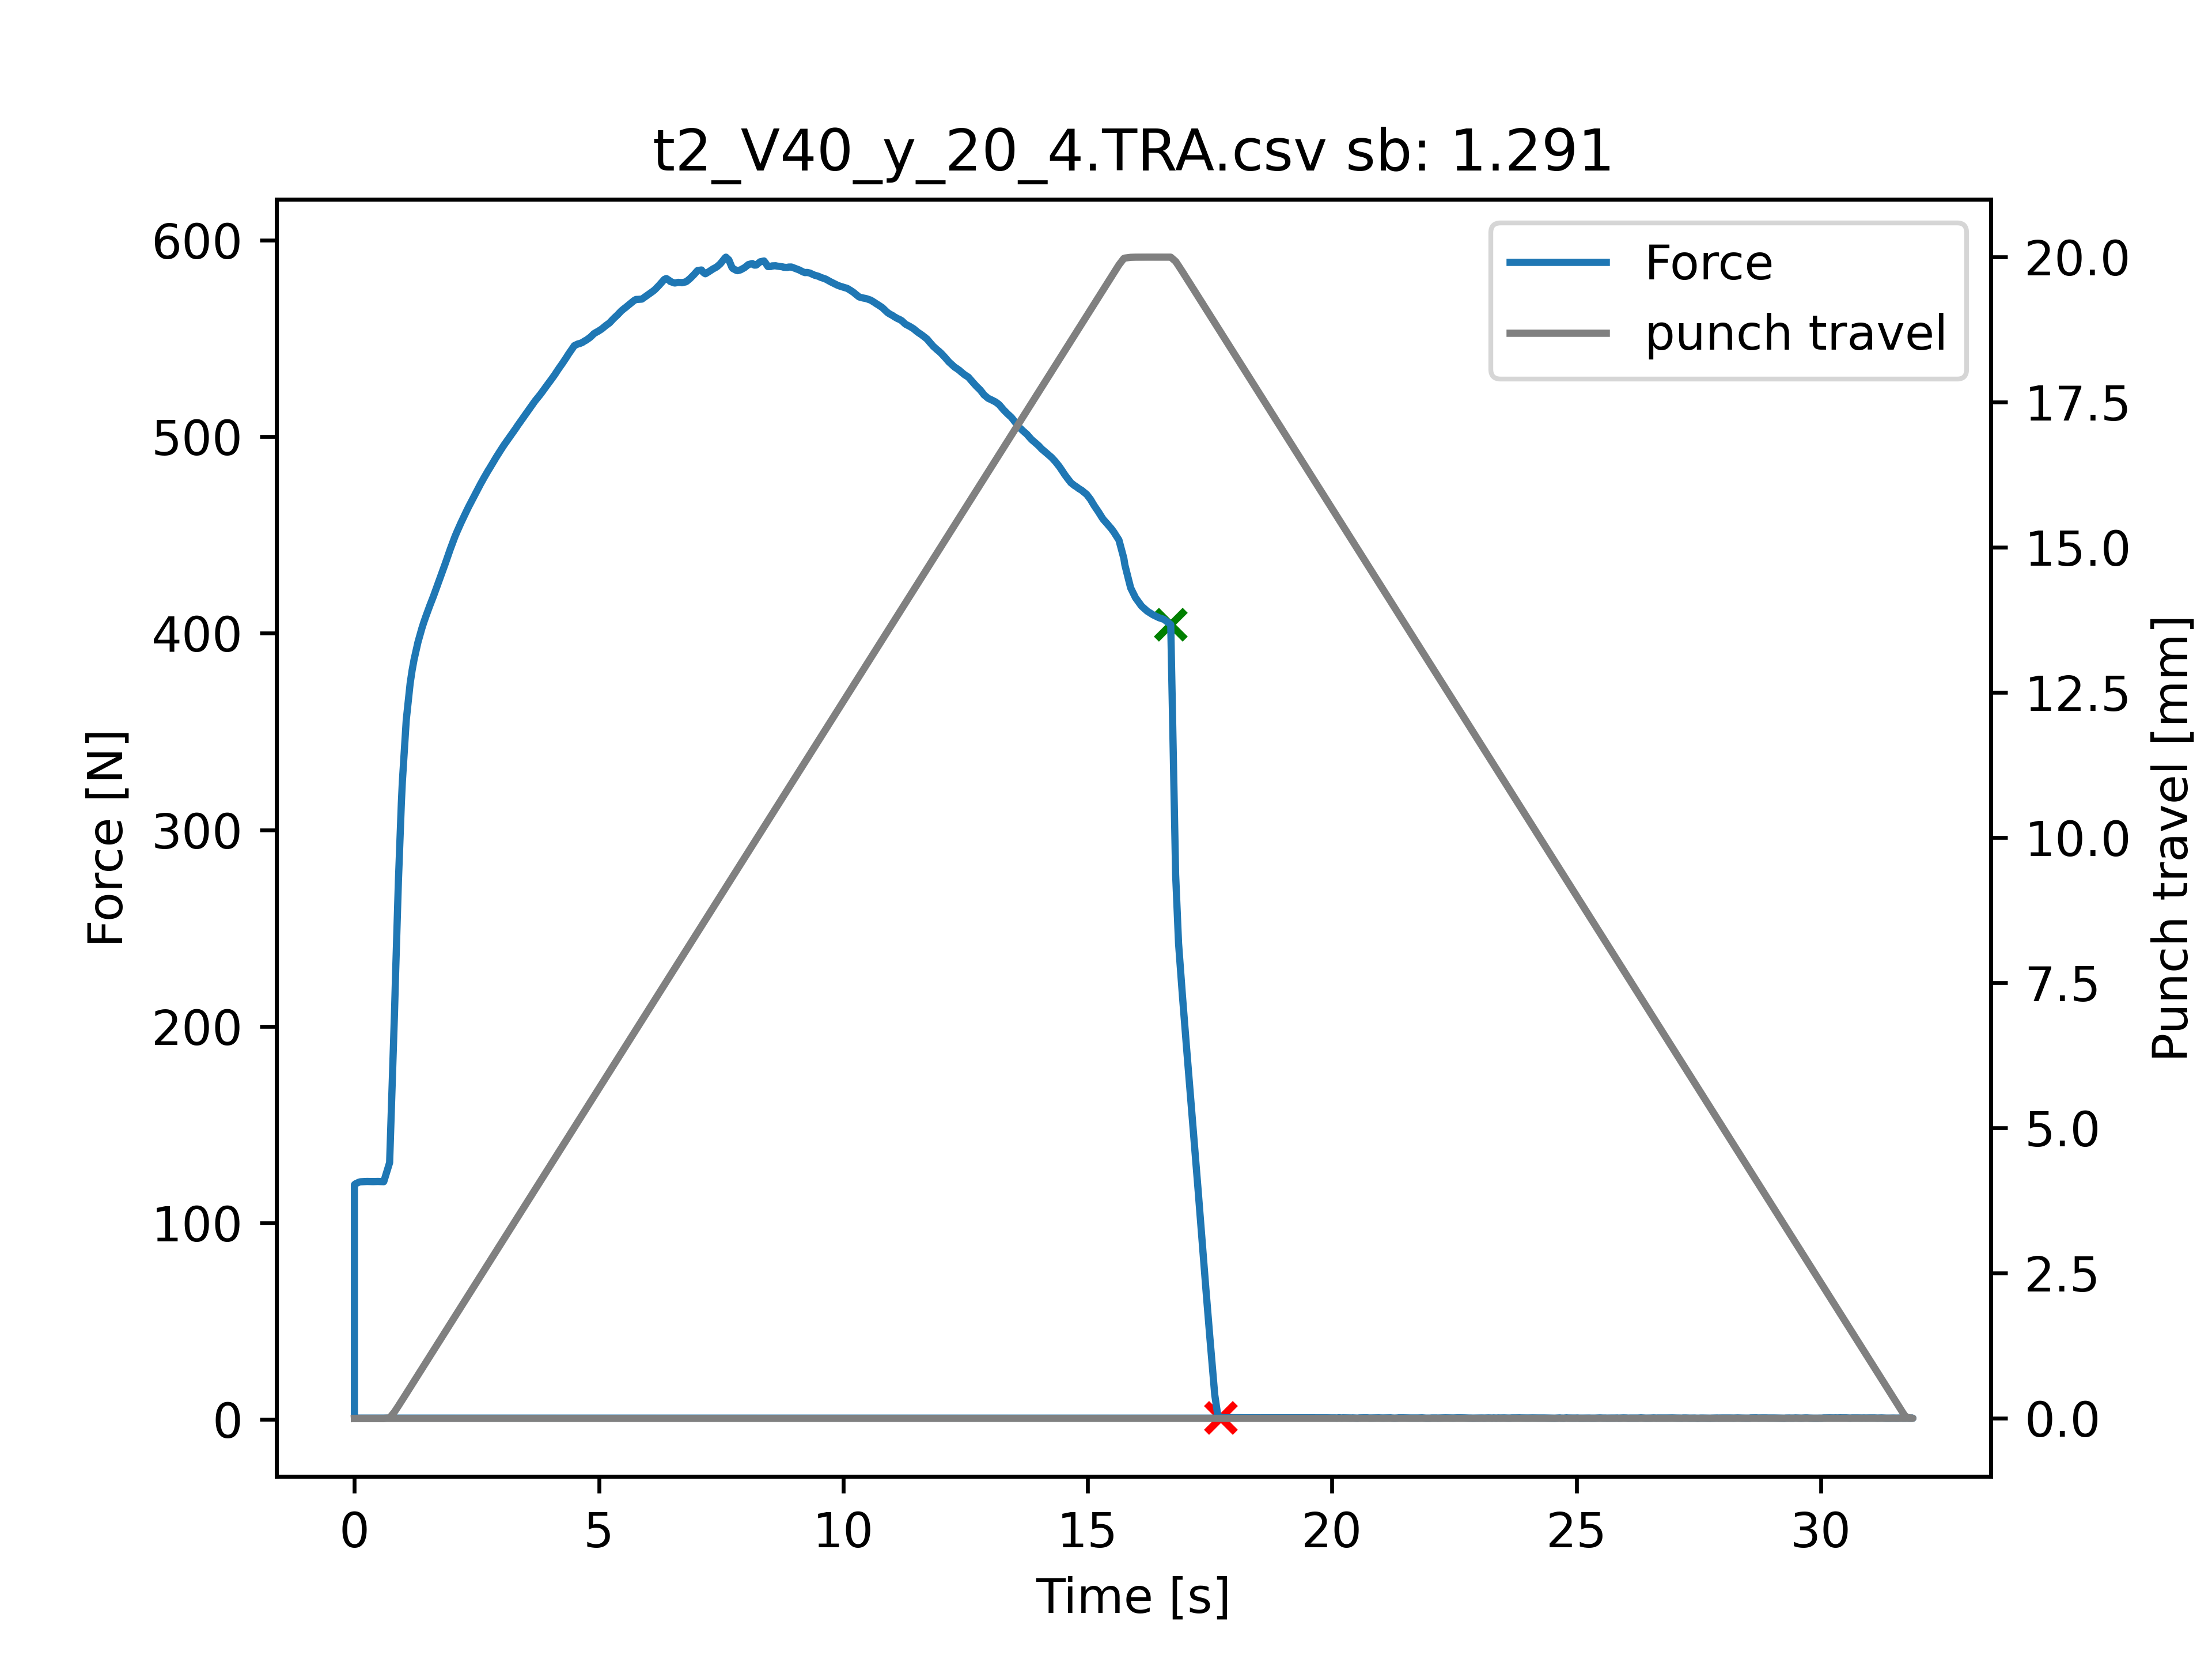 t2_V40_y_20_4.TRA.csv sb: 1.291
Force
punch travel
600
500
400
300
200
100
0
Force [N]
20.0
17.5
15.0
12.5
10.0
7.5
5.0
2.5
0.0
Punch travel [mm]
0 5 10 15 20 25 30
Time [s]